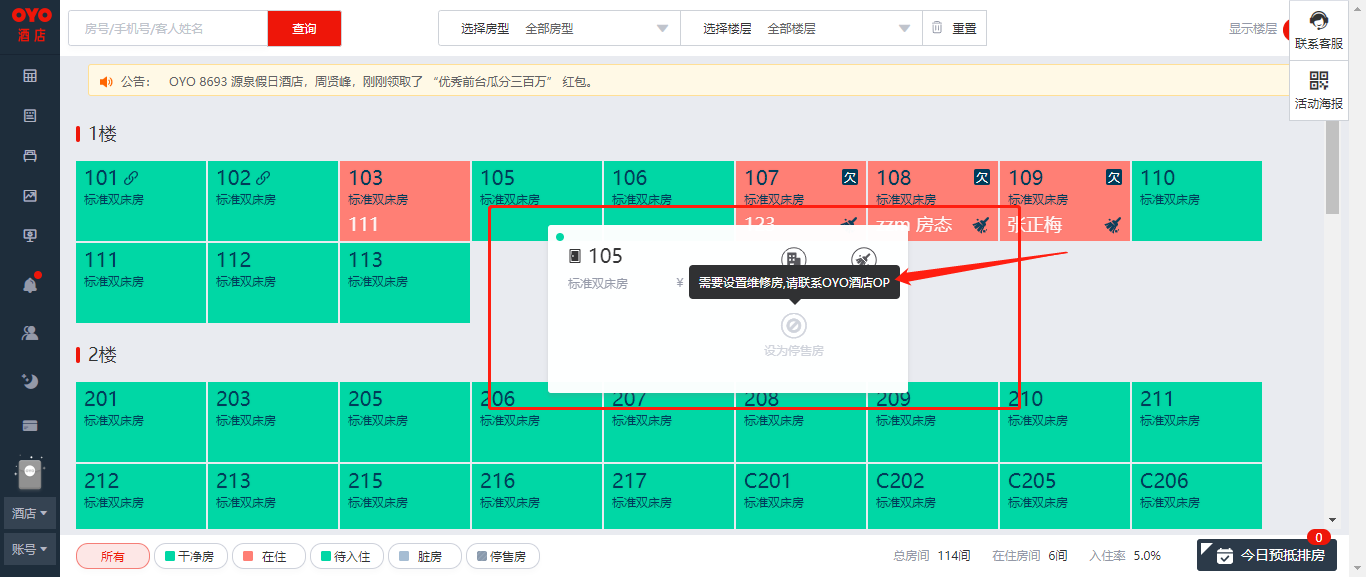 OYO
酒店
房号/手机号/客人姓名
查询
选择房型 全部房型
选择楼层 全部楼层
重置
显示楼层
联系客服
活动海报
公告： OYO 8693 源泉假日酒店，周贤峰，刚刚领取了 “优秀前台瓜分三百万” 红包。
1楼
101
标准双床房
102
标准双床房
103
标准双床房
111
105
标准双床房
106
标准双床房
107 欠
标准双床房
123
108 欠
标准双床房
zzm 房态
109 欠
标准双床房
张正梅
110
标准双床房
111
标准双床房
112
标准双床房
113
标准双床房
105
标准双床房 ¥
需要设置维修房,请联系OYO酒店OP
设为停售房
2楼
201
标准双床房
203
标准双床房
205
标准双床房
206
标准双床房
207
标准双床房
208
标准双床房
209
标准双床房
210
标准双床房
211
标准双床房
212
标准双床房
213
标准双床房
215
标准双床房
216
标准双床房
217
标准双床房
C201
标准双床房
C202
标准双床房
C205
标准双床房
C206
标准双床房
酒店
账号
所有 干净房 在住 待入住 脏房 停售房
总房间 114间 在住房间 6间 入住率 5.0%
今日预抵排房
0